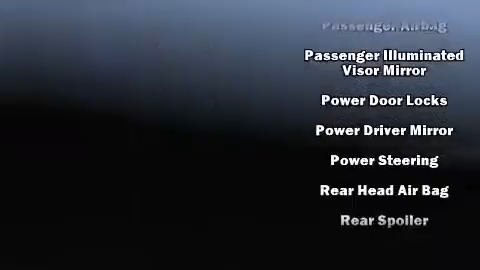 Passenger Airbag
Passenger Illuminated
Visor Mirror
Power Door Locks
Power Driver Mirror
Power Steering
Rear Head Air Bag
Rear Spoiler